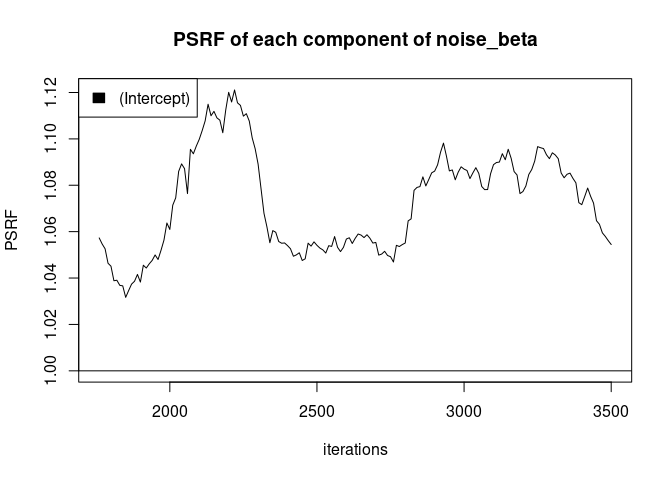 PSRF of each component of noise_beta
(Intercept)
PSRF
1.12
1.10
1.08
1.06
1.04
1.02
1.00
2000 2500 3000 3500
iterations